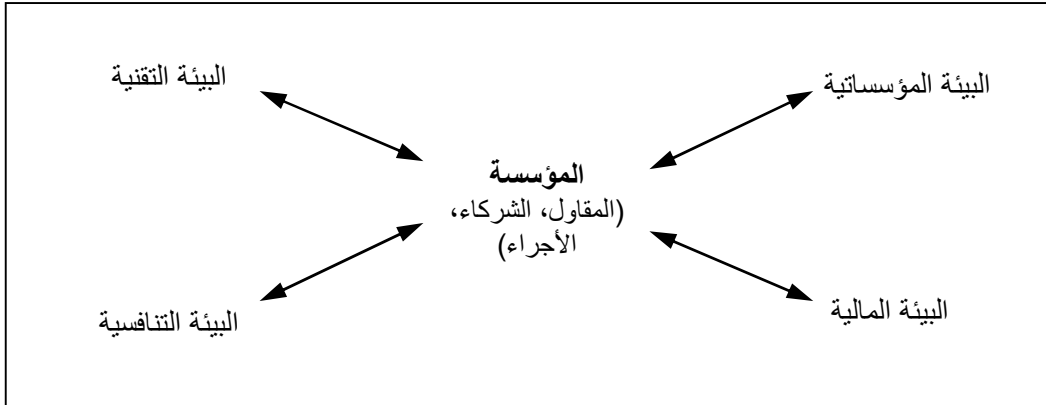 البيئة المؤسساتية
البيئة التقنية
المؤسسة
(المقاول، الشركاء،
الأجراء)
البيئة المالية
البيئة التنافسية